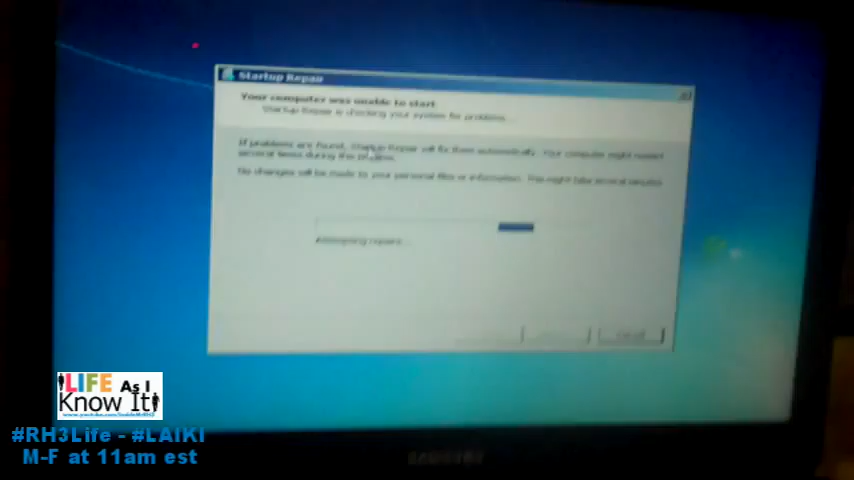 Startup Repair
Your computer was unable to start
Startup Repair is checking your system for problems...
If problems are found, Startup Repair will fix them automatically. Your computer might restart
several times during this process.
No changes will be made to your personal files or information. This might take several minutes
Attempting repairs...
Cancel
LIFE As I
Know It!
#RH3Life - #LAIKI
M-F at 11am est
SAMSUNG